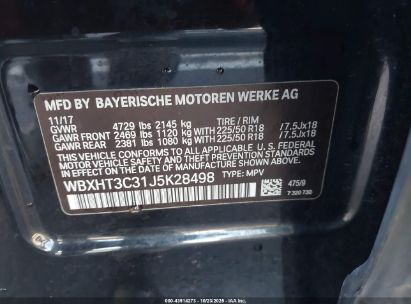 MFD BY BAYERISCHE MOTOREN WERKE AG
11/17 TIRE / RIM
GVWR 4729 lbs 2145 kg
GAWR FRONT 2469 lbs 1120 kg WITH 225/50 R18 /7.5Jx18
GAWR REAR 2381 lbs 1080 kg WITH 225/50 R18 /7.5Jx18
THIS VEHICLE CONFORMS TO ALL APPLICABLE U.S. FEDERAL
MOTOR VEHICLE SAFETY, BUMPER, AND THEFT PREVENTION
STANDARDS IN EFFECT ON THE DATE OF MANUFACTURE SHOWN ABOVE.
WBXHT3C31J5K28498 TYPE: MPV
475/9
7 320 730